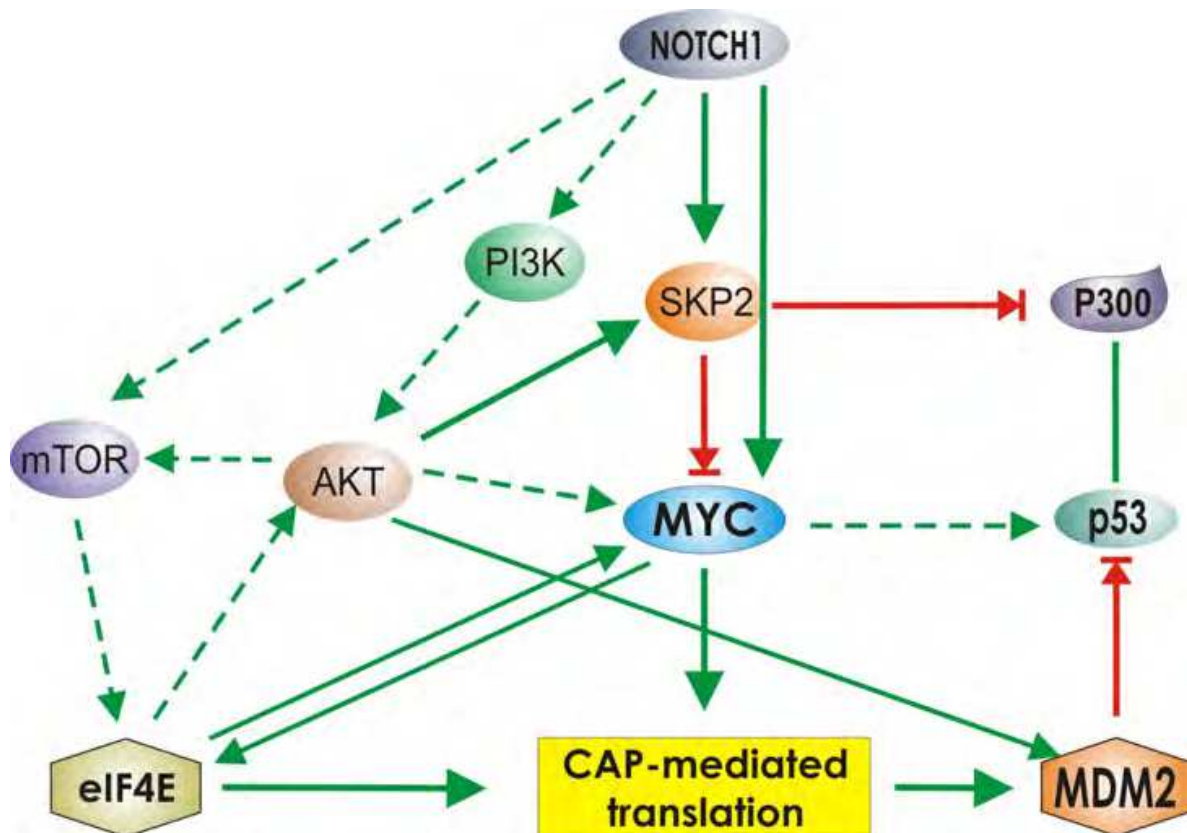 NOTCH1
PI3K
SKP2
P300
mTOR
AKT
MYC
p53
eIF4E
CAP-mediated
translation
MDM2